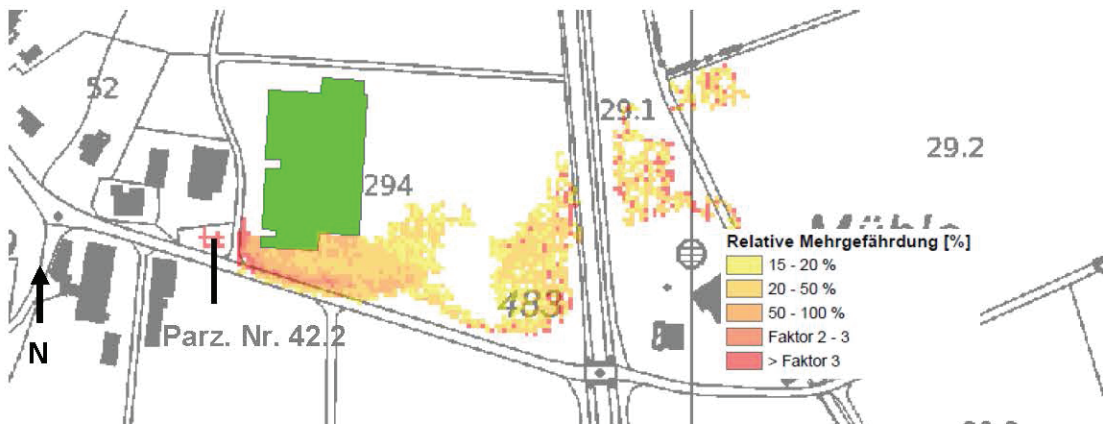 52
29.1
29.2
294
Relative Mehrgefährdung [%]
15 - 20 %
20 - 50 %
50 - 100 %
Faktor 2 - 3
> Faktor 3
483
Parz. Nr. 42.2
N